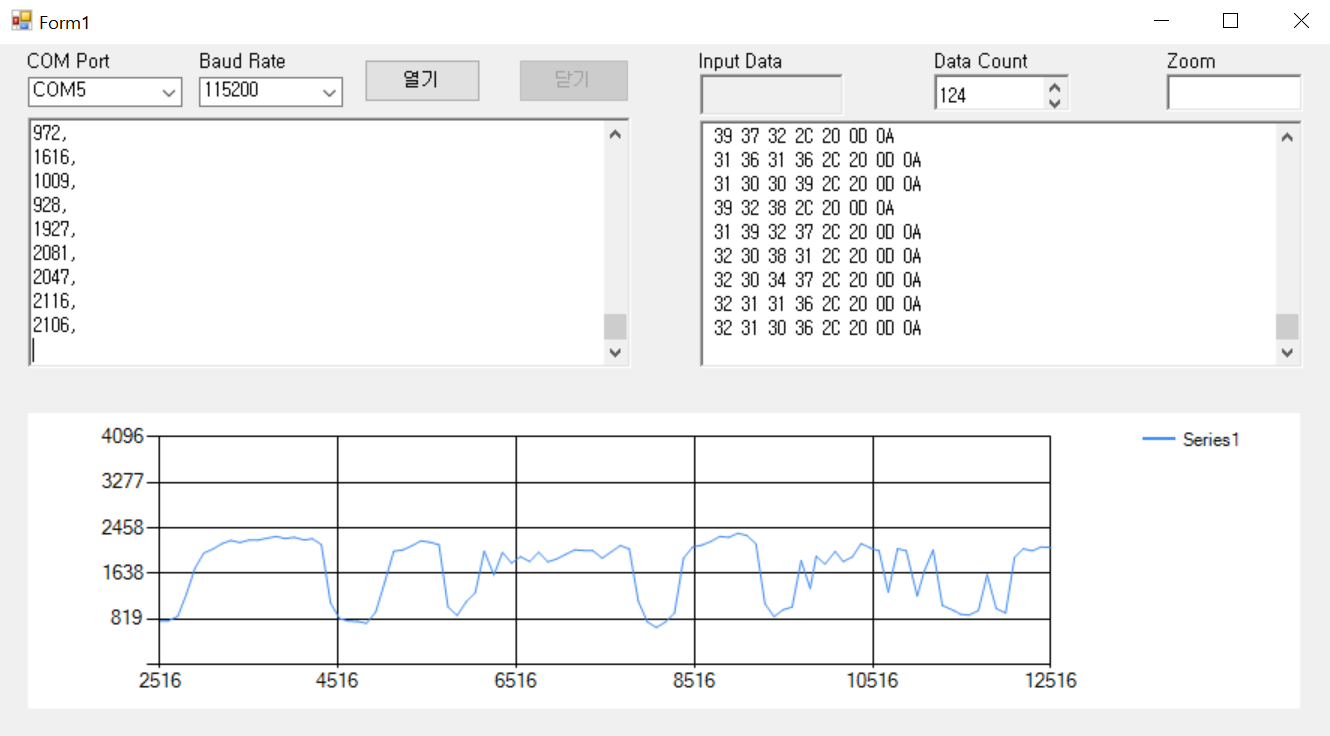 Form1
COM Port
Baud Rate
Input Data
Data Count
Zoom
COM5
115200
열기
닫기
124
972,
1616,
1009,
928,
1927,
2081,
2047,
2116,
2106,
39 37 32 2C 20 0D 0A
31 36 31 36 2C 20 0D 0A
31 30 30 39 2C 20 0D 0A
39 32 38 2C 20 0D 0A
31 39 32 37 2C 20 0D 0A
32 30 38 31 2C 20 0D 0A
32 30 34 37 2C 20 0D 0A
32 31 31 36 2C 20 0D 0A
32 31 30 36 2C 20 0D 0A
4096
3277
2458
1638
819
2516
4516
6516
8516
10516
12516
Series1